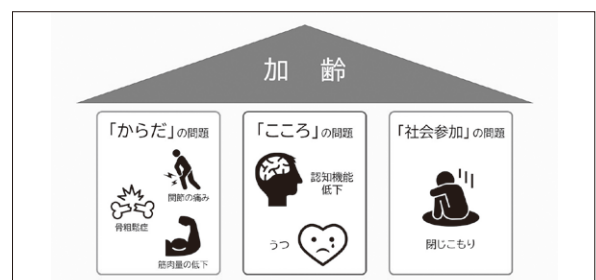 加 齢
「からだ」の問題
関節の痛み
骨粗鬆症
筋肉量の低下
「こころ」の問題
認知機能
低下
うつ
「社会参加」の問題
閉じこもり